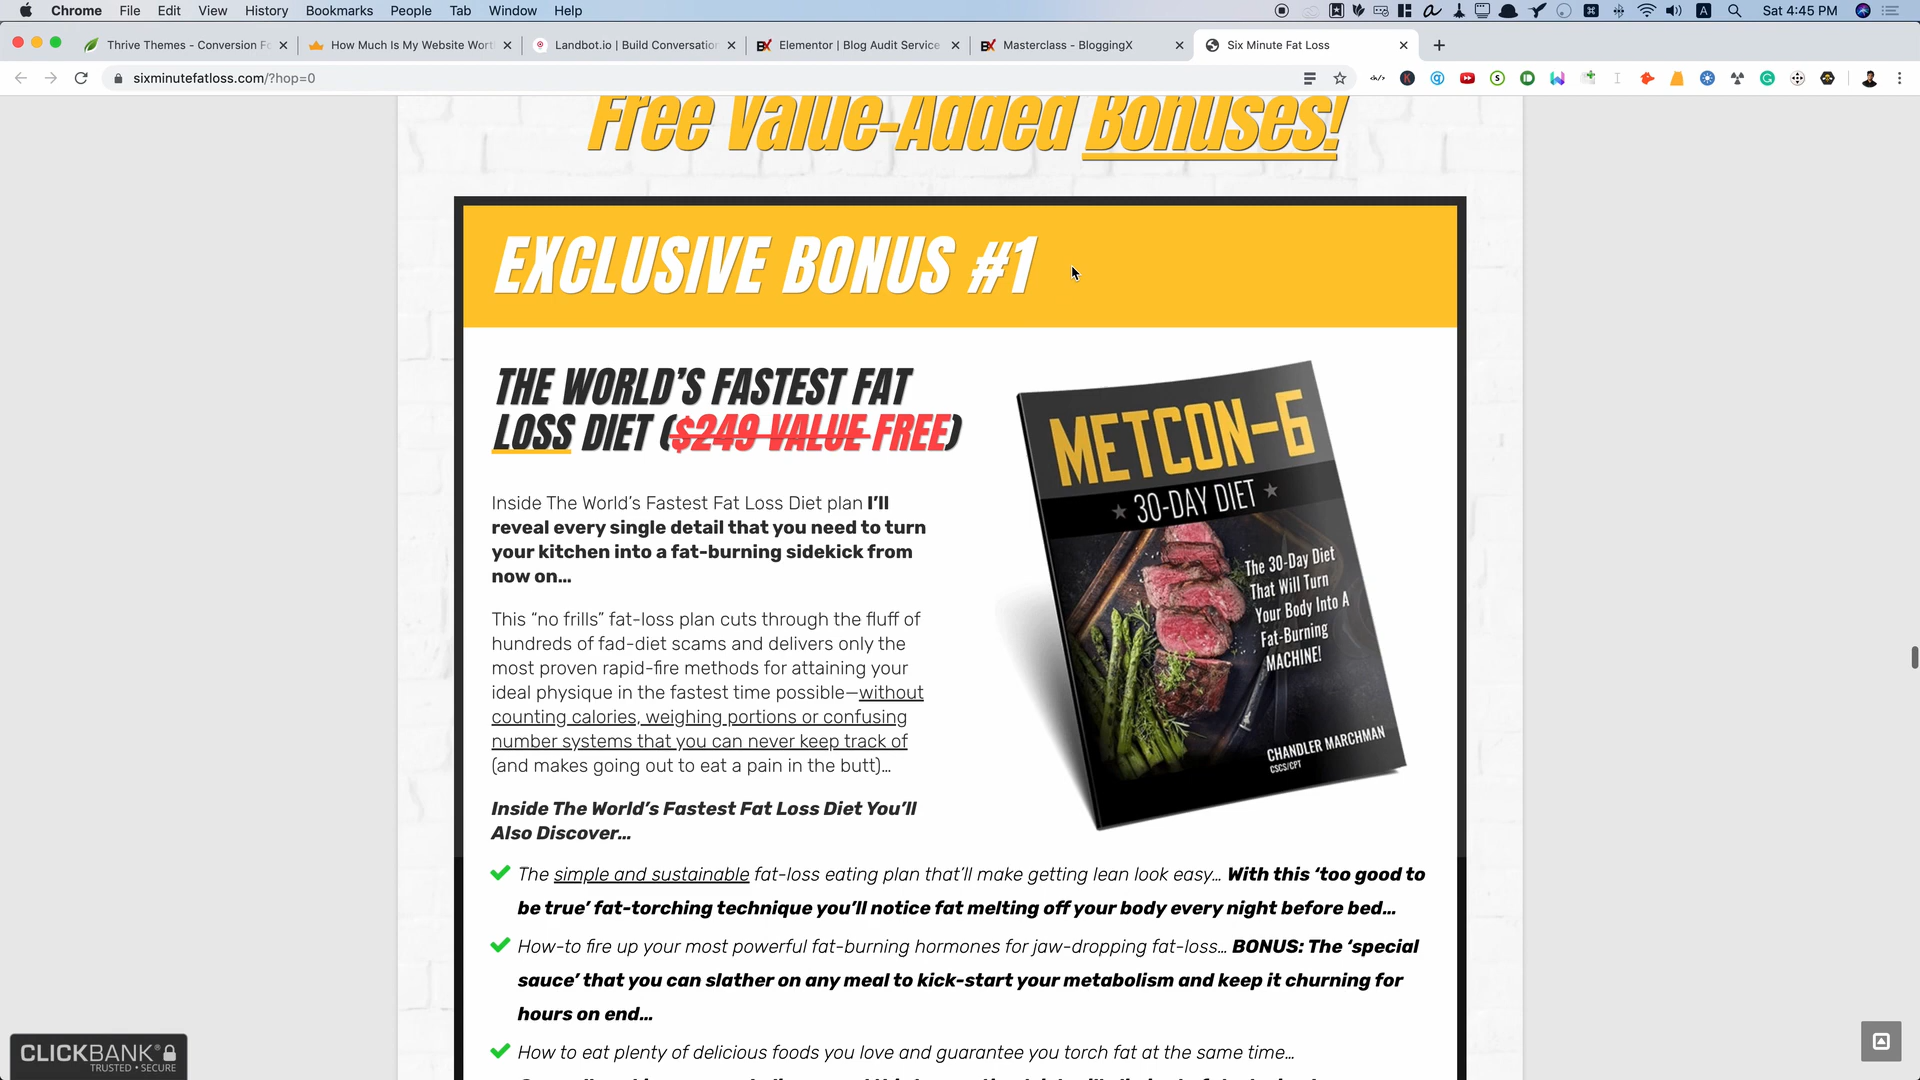 Chrome File Edit View History Bookmarks People Tab Window Help
Sat 4:45 PM
Thrive Themes - Conversion Fo
How Much Is My Website Wort
Landbot.io | Build Conversation
Elementor | Blog Audit Service
Masterclass - BloggingX
Six Minute Fat Loss
sixminutefatloss.com/?hop=0
Free Value-Added Bonuses!
EXCLUSIVE BONUS #1
THE WORLD'S FASTEST FAT
LOSS DIET ($249 VALUE FREE)
Inside The World's Fastest Fat Loss Diet plan I'll
reveal every single detail that you need to turn
your kitchen into a fat-burning sidekick from
now on...
This “no frills” fat-loss plan cuts through the fluff of
hundreds of fad-diet scams and delivers only the
most proven rapid-fire methods for attaining your
ideal physique in the fastest time possible—without
counting calories, weighing portions or confusing
number systems that you can never keep track of
(and makes going out to eat a pain in the butt)...
Inside The World's Fastest Fat Loss Diet You'll
Also Discover...
METCON-6
30-DAY DIET
The 30-Day Diet
That Will Turn
Your Body Into A
Fat-Burning
MACHINE!
CHANDLER MARCHMAN
CSCS/CPT
The simple and sustainable fat-loss eating plan that'll make getting lean look easy... With this ‘too good to
be true’ fat-torching technique you'll notice fat melting off your body every night before bed...
How-to fire up your most powerful fat-burning hormones for jaw-dropping fat-loss... BONUS: The ‘special
sauce’ that you can slather on any meal to kick-start your metabolism and keep it churning for
hours on end...
How to eat plenty of delicious foods you love and guarantee you torch fat at the same time...
CLICKBANK®
TRUSTED • SECURE